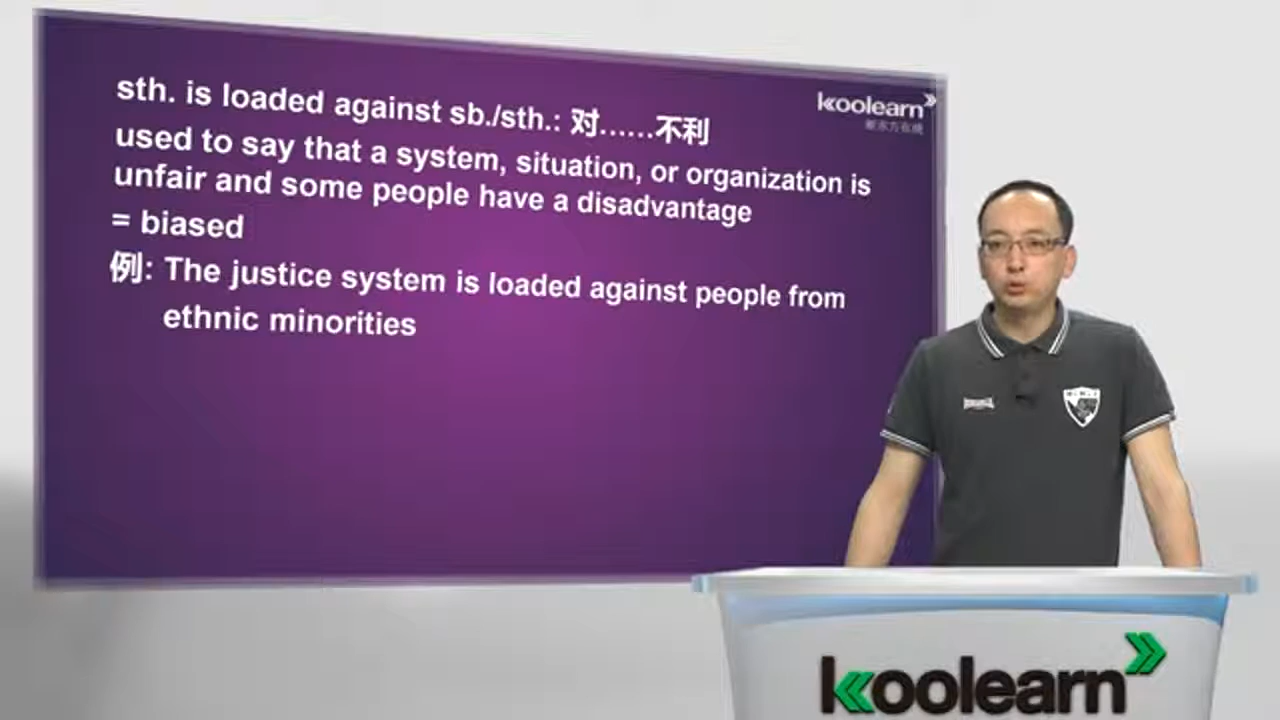 sth. is loaded against sb./sth.: 对……不利
used to say that a system, situation, or organization is
unfair and some people have a disadvantage
= biased
例: The justice system is loaded against people from
ethnic minorities
koolearn
新东方在线
koolearn